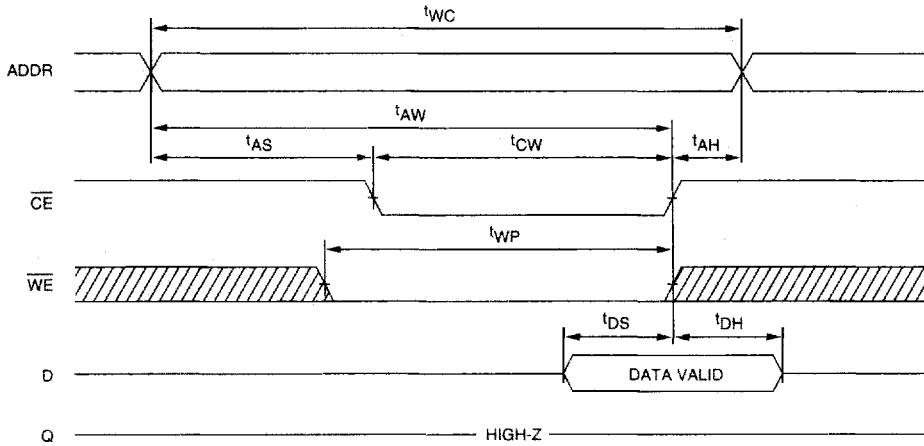 tWC
ADDR
tAW
tAS
tCW
tAH
CE
tWP
WE
tDS
tDH
D
DATA VALID
Q
HIGH-Z